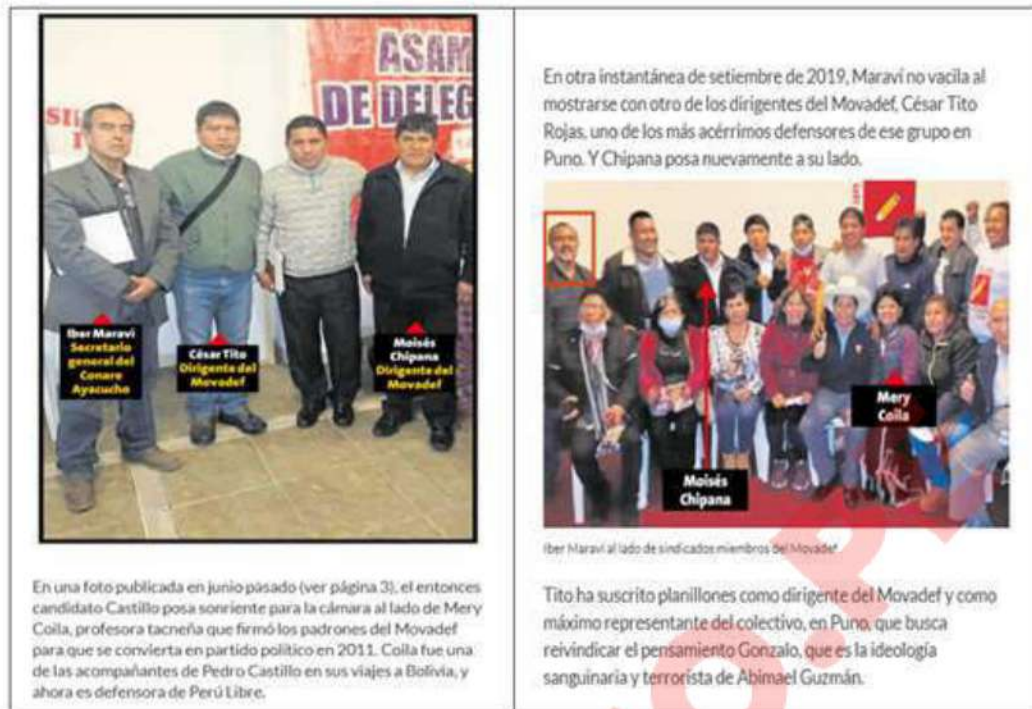 ASAM
DE DELEG
Iber Maraví
Secretario
general del
Conare
Ayacucho
César Tito
Dirigente del
Movadef
Moisés
Chipana
Dirigente del
Movadef
En una foto publicada en junio pasado (ver página 3), el entonces
candidato Castillo posa sonriente para la cámara al lado de Mery
Coila, profesora tacneña que firmó los padrones del Movadef
para que se convierta en partido político en 2011. Coila fue una
de las acompañantes de Pedro Castillo en sus viajes a Bolivia, y
ahora es defensora de Perú Libre.
En otra instantánea de setiembre de 2019, Maraví no vacila al
mostrarse con otro de los dirigentes del Movadef, César Tito
Rojas, uno de los más acérrimos defensores de ese grupo en
Puno. Y Chipana posa nuevamente a su lado.
Mery
Coila
Moisés
Chipana
Iber Maraví al lado de sindicados miembros del Movadef
Tito ha suscrito planillones como dirigente del Movadef y como
máximo representante del colectivo, en Puno, que busca
reivindicar el pensamiento Gonzalo, que es la ideología
sanguinaria y terrorista de Abimael Guzmán.